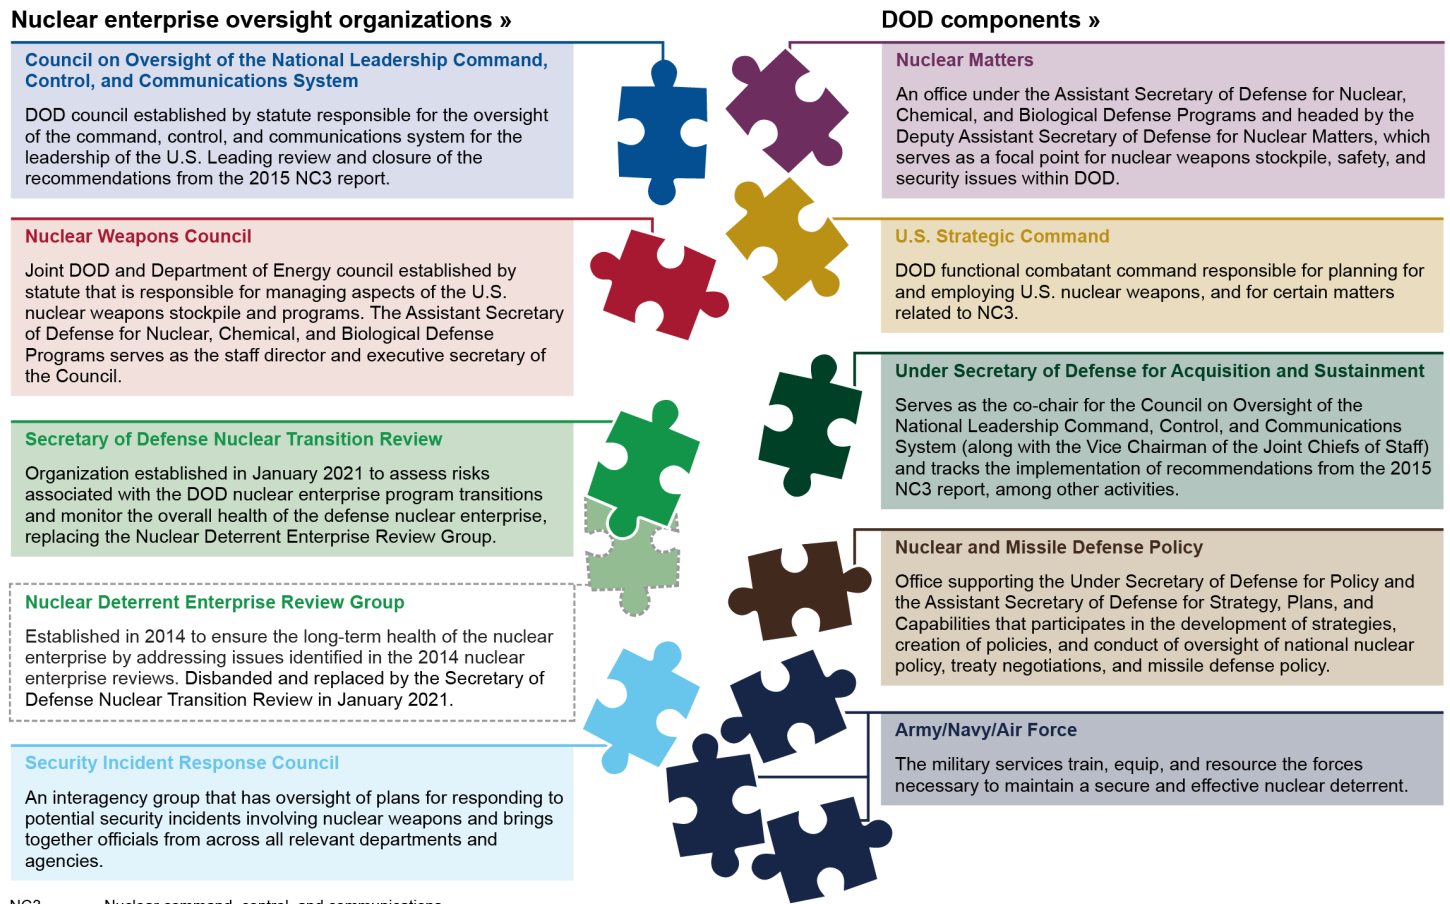 Nuclear enterprise oversight organizations »
Council on Oversight of the National Leadership Command,
Control, and Communications System
DOD council established by statute responsible for the oversight
of the command, control, and communications system for the
leadership of the U.S. Leading review and closure of the
recommendations from the 2015 NC3 report.
Nuclear Weapons Council
Joint DOD and Department of Energy council established by
statute that is responsible for managing aspects of the U.S.
nuclear weapons stockpile and programs. The Assistant Secretary
of Defense for Nuclear, Chemical, and Biological Defense
Programs serves as the staff director and executive secretary of
the Council.
Secretary of Defense Nuclear Transition Review
Organization established in January 2021 to assess risks
associated with the DOD nuclear enterprise program transitions
and monitor the overall health of the defense nuclear enterprise,
replacing the Nuclear Deterrent Enterprise Review Group.
Nuclear Deterrent Enterprise Review Group
Established in 2014 to ensure the long-term health of the nuclear
enterprise by addressing issues identified in the 2014 nuclear
enterprise reviews. Disbanded and replaced by the Secretary of
Defense Nuclear Transition Review in January 2021.
Security Incident Response Council
An interagency group that has oversight of plans for responding to
potential security incidents involving nuclear weapons and brings
together officials from across all relevant departments and
agencies.
DOD components »
Nuclear Matters
An office under the Assistant Secretary of Defense for Nuclear,
Chemical, and Biological Defense Programs and headed by the
Deputy Assistant Secretary of Defense for Nuclear Matters, which
serves as a focal point for nuclear weapons stockpile, safety, and
security issues within DOD.
U.S. Strategic Command
DOD functional combatant command responsible for planning for
and employing U.S. nuclear weapons, and for certain matters
related to NC3.
Under Secretary of Defense for Acquisition and Sustainment
Serves as the co-chair for the Council on Oversight of the
National Leadership Command, Control, and Communications
System (along with the Vice Chairman of the Joint Chiefs of Staff)
and tracks the implementation of recommendations from the 2015
NC3 report, among other activities.
Nuclear and Missile Defense Policy
Office supporting the Under Secretary of Defense for Policy and
the Assistant Secretary of Defense for Strategy, Plans, and
Capabilities that participates in the development of strategies,
creation of policies, and conduct of oversight of national nuclear
policy, treaty negotiations, and missile defense policy.
Army/Navy/Air Force
The military services train, equip, and resource the forces
necessary to maintain a secure and effective nuclear deterrent.
NC3 Nuclear command, control, and communications